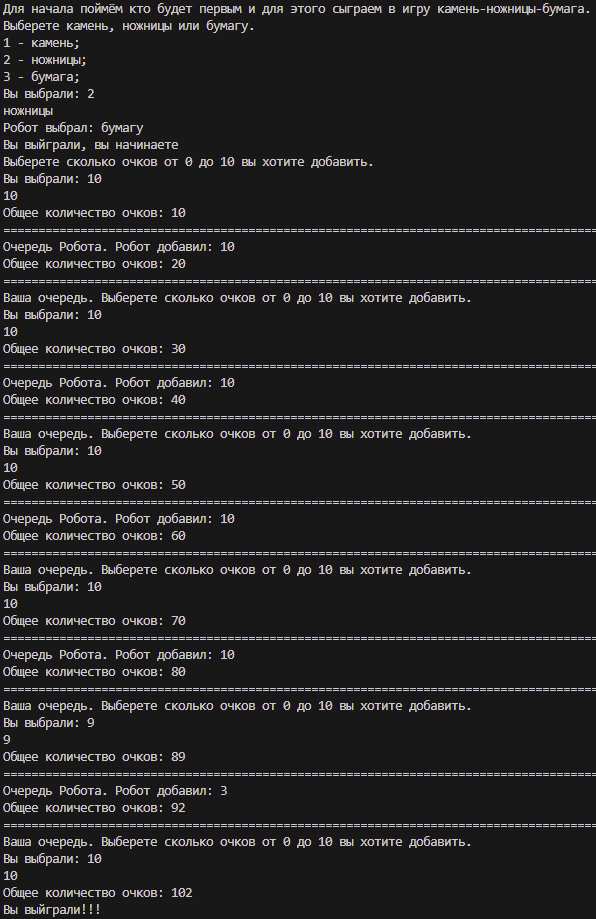 Для начала поймём кто будет первым и для этого сыграем в игру камень-ножницы-бумага.
Выберете камень, ножницы или бумагу.
1 - камень;
2 - ножницы;
3 - бумага;
Вы выбрали: 2
ножницы
Робот выбрал: бумагу
Вы выйграли, вы начинаете
Выберете сколько очков от 0 до 10 вы хотите добавить.
Вы выбрали: 10
10
Общее количество очков: 10
=====================================================================================
Очередь Робота. Робот добавил: 10
Общее количество очков: 20
=====================================================================================
Ваша очередь. Выберете сколько очков от 0 до 10 вы хотите добавить.
Вы выбрали: 10
10
Общее количество очков: 30
=====================================================================================
Очередь Робота. Робот добавил: 10
Общее количество очков: 40
=====================================================================================
Ваша очередь. Выберете сколько очков от 0 до 10 вы хотите добавить.
Вы выбрали: 10
10
Общее количество очков: 50
=====================================================================================
Очередь Робота. Робот добавил: 10
Общее количество очков: 60
=====================================================================================
Ваша очередь. Выберете сколько очков от 0 до 10 вы хотите добавить.
Вы выбрали: 10
10
Общее количество очков: 70
=====================================================================================
Очередь Робота. Робот добавил: 10
Общее количество очков: 80
=====================================================================================
Ваша очередь. Выберете сколько очков от 0 до 10 вы хотите добавить.
Вы выбрали: 9
9
Общее количество очков: 89
=====================================================================================
Очередь Робота. Робот добавил: 3
Общее количество очков: 92
=====================================================================================
Ваша очередь. Выберете сколько очков от 0 до 10 вы хотите добавить.
Вы выбрали: 10
10
Общее количество очков: 102
Вы выйграли!!!